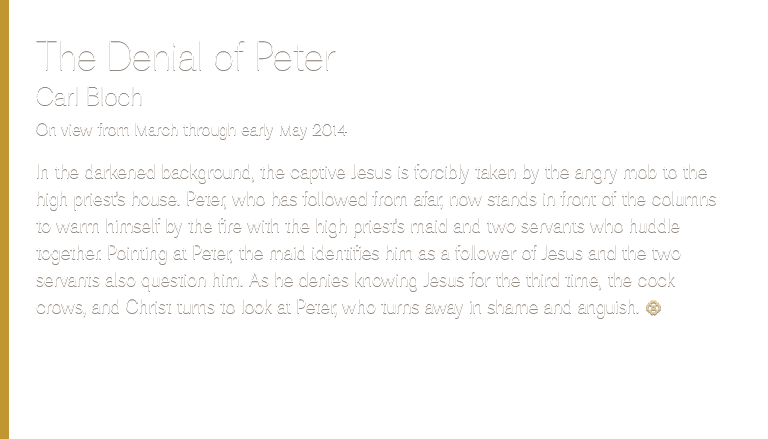 The Denial of Peter
Carl Bloch
On view from March through early May 2014
In the darkened background, the captive Jesus is forcibly taken by the angry mob to the
high priest's house. Peter, who has followed from afar, now stands in front of the columns
to warm himself by the fire with the high priest's maid and two servants who huddle
together. Pointing at Peter, the maid identifies him as a follower of Jesus and the two
servants also question him. As he denies knowing Jesus for the third time, the cock
crows, and Christ turns to look at Peter, who turns away in shame and anguish.